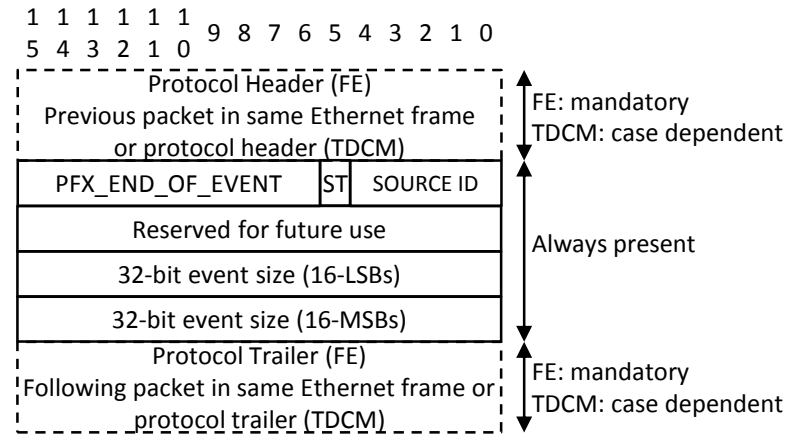 1 1 1 1 1 1
5 4 3 2 1 0 9 8 7 6 5 4 3 2 1 0
Protocol Header (FE)
Previous packet in same Ethernet frame
or protocol header (TDCM)
FE: mandatory
TDCM: case dependent
PFX_END_OF_EVENT ST SOURCE ID
Reserved for future use
32-bit event size (16-LSBs)
32-bit event size (16-MSBs)
Always present
Protocol Trailer (FE)
Following packet in same Ethernet frame or
protocol trailer (TDCM)
FE: mandatory
TDCM: case dependent